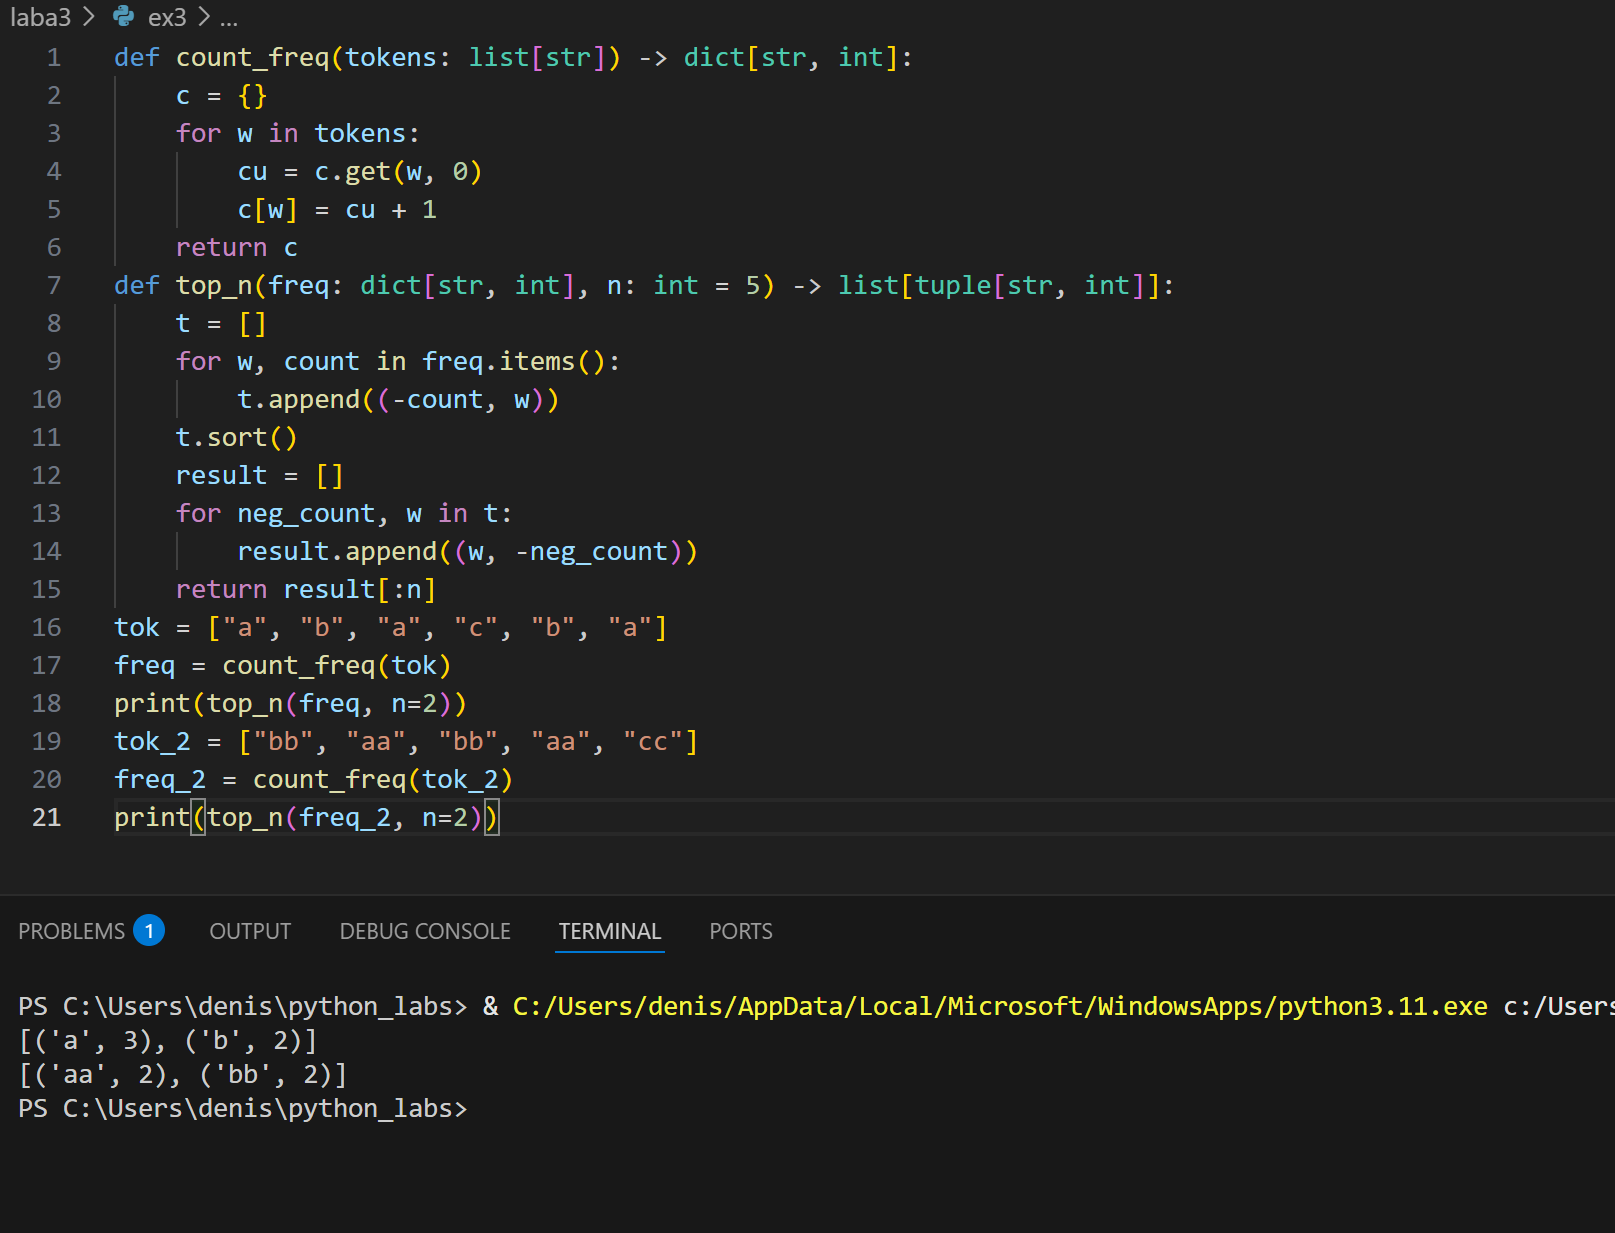 laba3 > ex3 > ...
1 def count_freq(tokens: list[str]) -> dict[str, int]:
2     c = {}
3     for w in tokens:
4         cu = c.get(w, 0)
5         c[w] = cu + 1
6     return c
7 def top_n(freq: dict[str, int], n: int = 5) -> list[tuple[str, int]]:
8     t = []
9     for w, count in freq.items():
10         t.append((-count, w))
11     t.sort()
12     result = []
13     for neg_count, w in t:
14         result.append((w, -neg_count))
15     return result[:n]
16 tok = ["a", "b", "a", "c", "b", "a"]
17 freq = count_freq(tok)
18 print(top_n(freq, n=2))
19 tok_2 = ["bb", "aa", "bb", "aa", "cc"]
20 freq_2 = count_freq(tok_2)
21 print(top_n(freq_2, n=2))
PROBLEMS 1 OUTPUT DEBUG CONSOLE TERMINAL PORTS
PS C:\Users\denis\python_labs> & C:/Users/denis/AppData/Local/Microsoft/WindowsApps/python3.11.exe c:/Users
[('a', 3), ('b', 2)]
[('aa', 2), ('bb', 2)]
PS C:\Users\denis\python_labs>